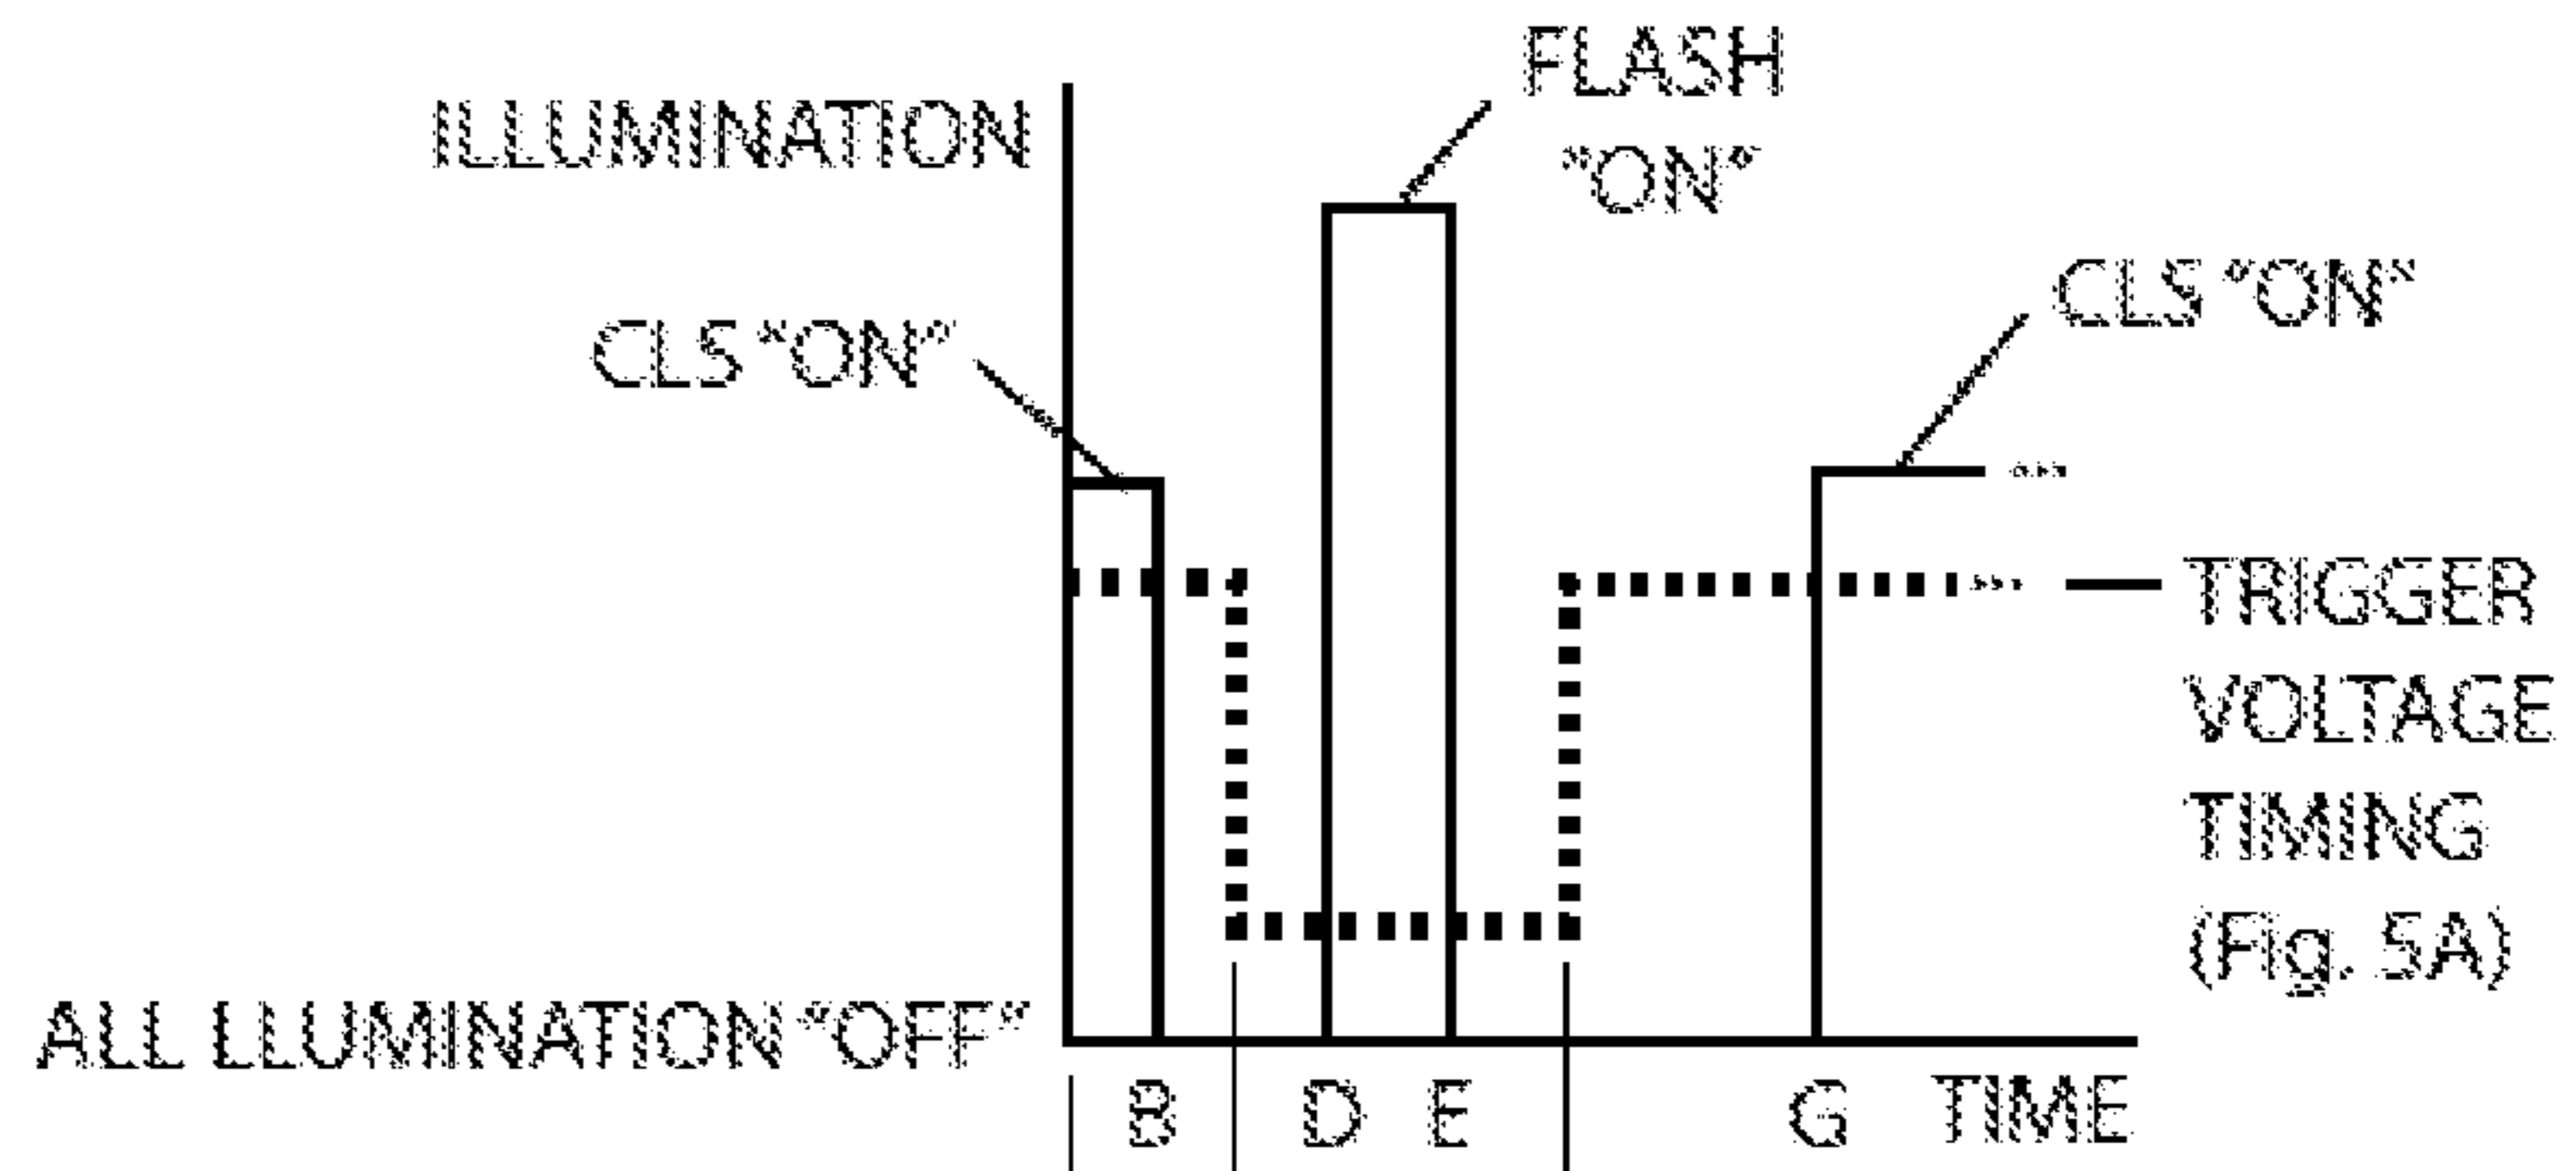 FLASH
"ON"
ILLUMINATION
CLS "ON"
CLS "ON"
TRIGGER
VOLTAGE
TIMING
(Fig. 5A)
ALL LLUMINATION "OFF"
B D E G TIME